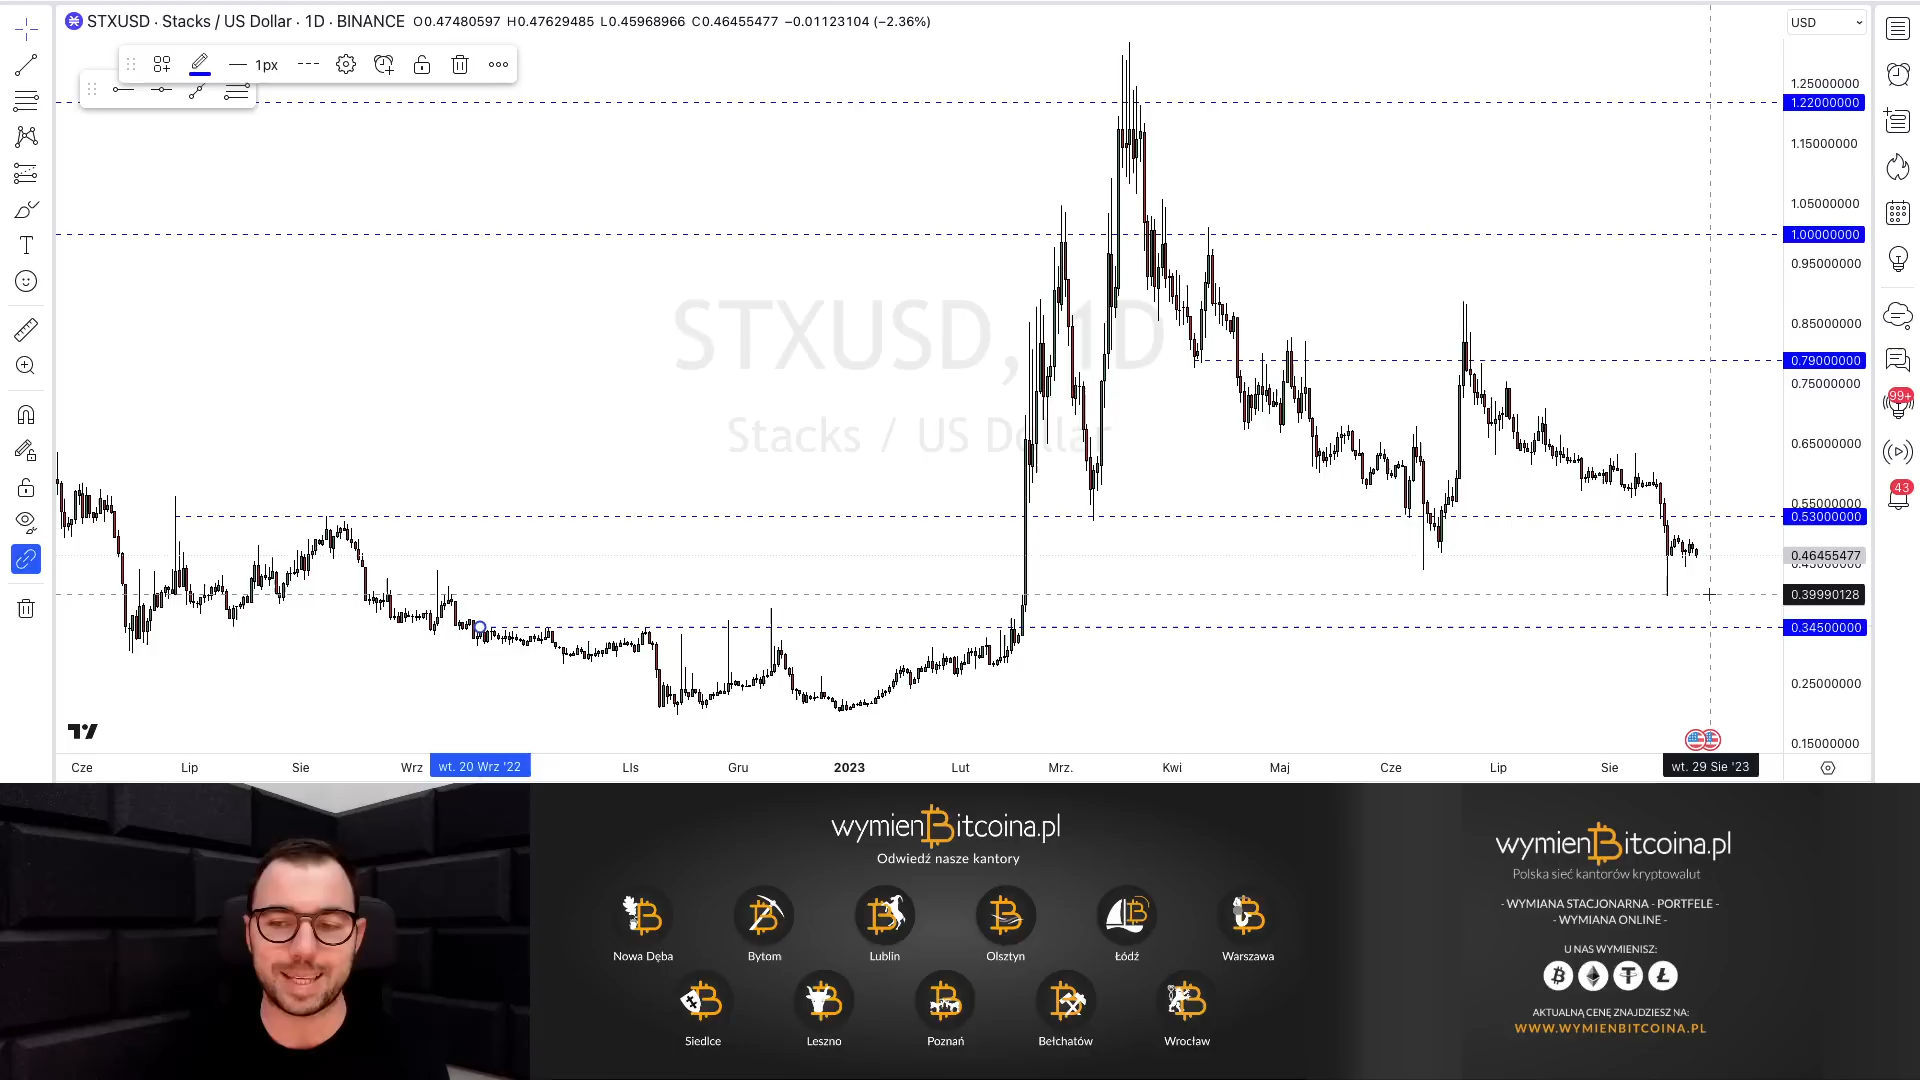 STXUSD · Stacks / US Dollar · 1D · BINANCE O0.47480597 H0.47629485 L0.45968966 C0.46455477 −0.01123104 (−2.36%)
USD
1px
1.25000000
1.22000000
1.15000000
1.05000000
1.00000000
0.95000000
0.85000000
0.79000000
0.75000000
0.65000000
0.55000000
0.53000000
0.46455477
0.45000000
0.39990128
0.34500000
0.25000000
0.15000000
STXUSD, 1D
Stacks / US Dollar
99+
43
Cze Lip Sie Wrz wt. 20 Wrz '22 LIs Gru 2023 Lut Mrz. Kwi Maj Cze Lip Sie wt. 29 Sie '23
wymienBitcoina.pl
Odwiedź nasze kantory
Nowa Dęba Bytom Lublin Olsztyn Łódź Warszawa
Siedlce Leszno Poznań Bełchatów Wrocław
wymienBitcoina.pl
Polska sieć kantorów kryptowalut
- WYMIANA STACJONARNA - PORTFELE -
- WYMIANA ONLINE -
U NAS WYMIENISZ:
AKTUALNĄ CENĘ ZNAJDZIESZ NA:
WWW.WYMIENBITCOINA.PL